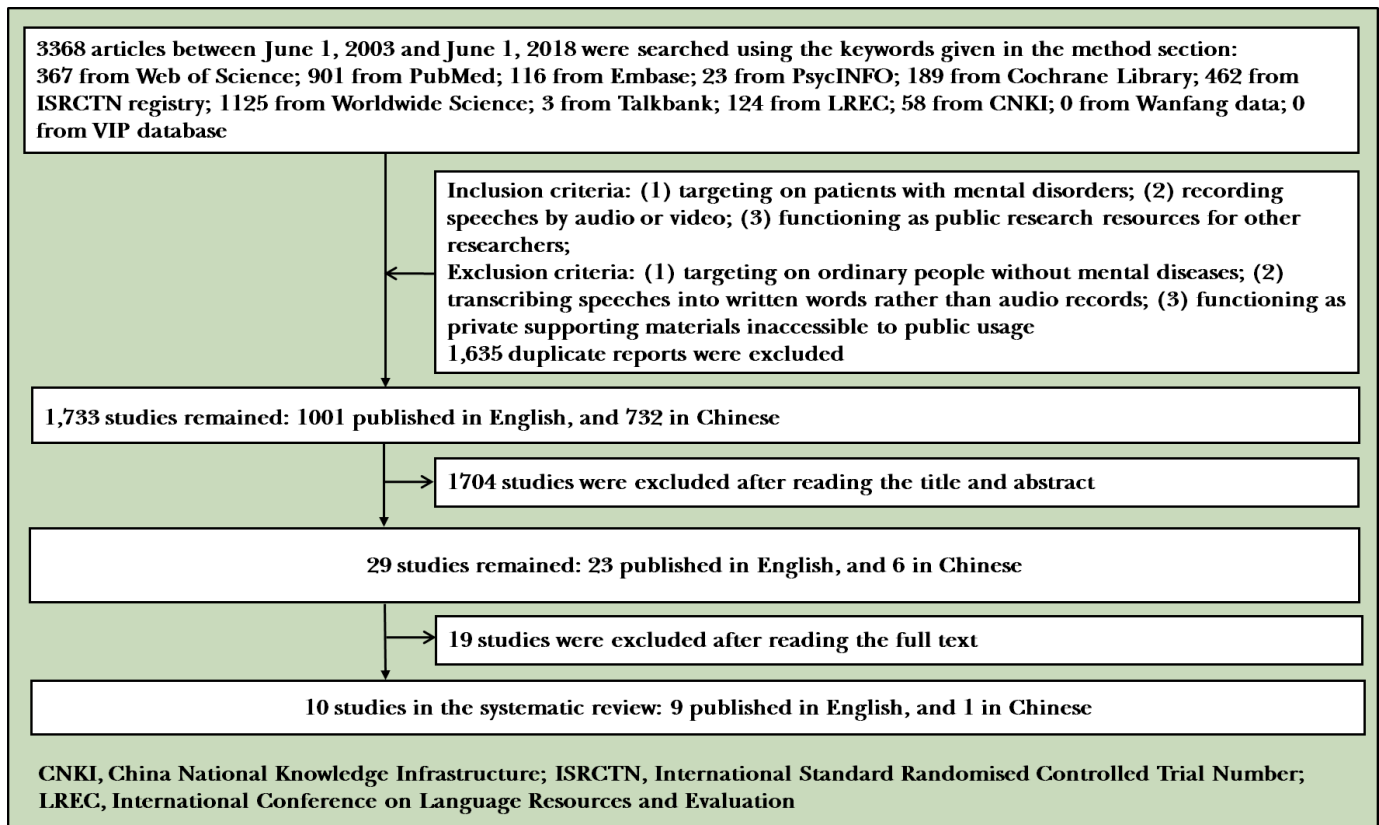 3368 articles between June 1, 2003 and June 1, 2018 were searched using the keywords given in the method section:
367 from Web of Science; 901 from PubMed; 116 from Embase; 23 from PsycINFO; 189 from Cochrane Library; 462 from
ISRCTN registry; 1125 from Worldwide Science; 3 from Talkbank; 124 from LREC; 58 from CNKI; 0 from Wanfang data; 0
from VIP database
Inclusion criteria: (1) targeting on patients with mental disorders; (2) recording
speeches by audio or video; (3) functioning as public research resources for other
researchers;
Exclusion criteria: (1) targeting on ordinary people without mental diseases; (2)
transcribing speeches into written words rather than audio records; (3) functioning as
private supporting materials inaccessible to public usage
1,635 duplicate reports were excluded
1,733 studies remained: 1001 published in English, and 732 in Chinese
1704 studies were excluded after reading the title and abstract
29 studies remained: 23 published in English, and 6 in Chinese
19 studies were excluded after reading the full text
10 studies in the systematic review: 9 published in English, and 1 in Chinese
CNKI, China National Knowledge Infrastructure; ISRCTN, International Standard Randomised Controlled Trial Number;
LREC, International Conference on Language Resources and Evaluation